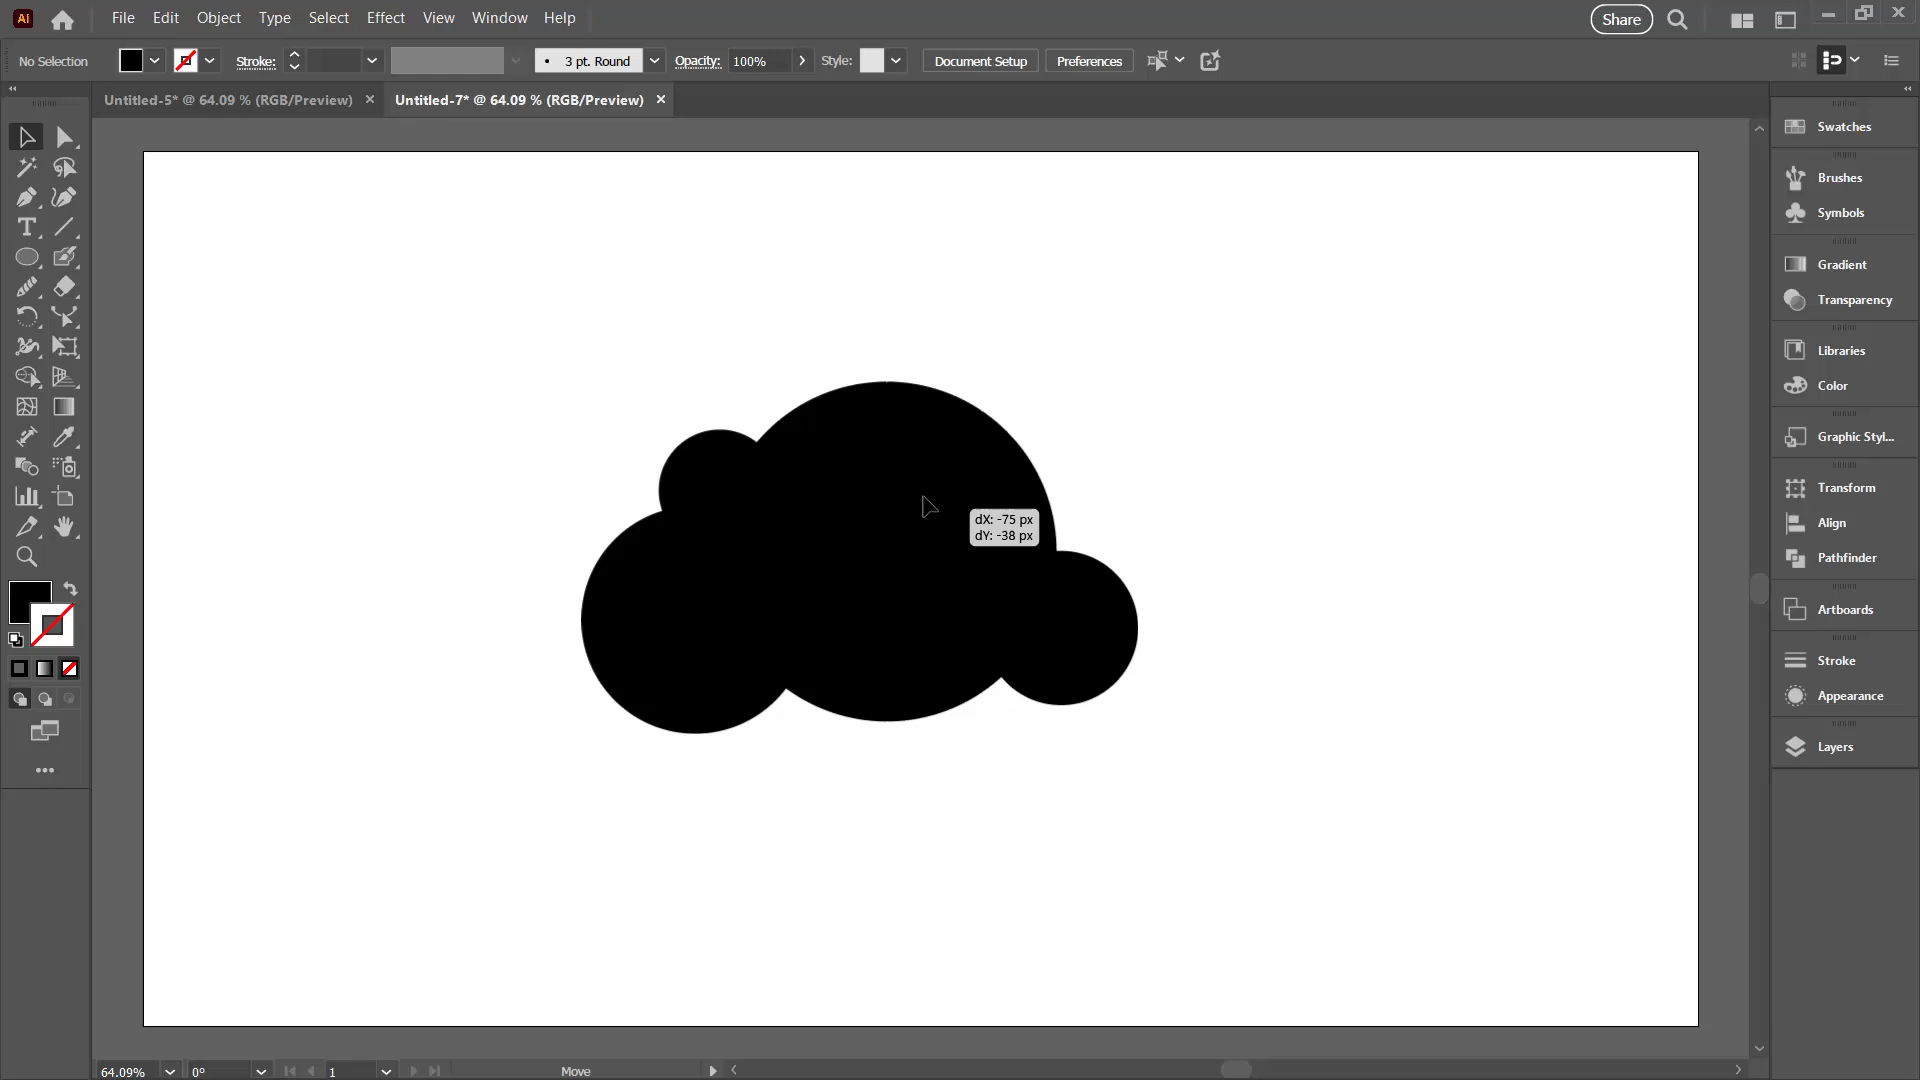 Ai File Edit Object Type Select Effect View Window Help Share
No Selection Stroke: 3 pt. Round Opacity: 100% Style: Document Setup Preferences
Untitled-5* @ 64.09 % (RGB/Preview) Untitled-7* @ 64.09 % (RGB/Preview)
Swatches
Brushes
Symbols
Gradient
Transparency
Libraries
Color
Graphic Styl...
Transform
Align
Pathfinder
Artboards
Stroke
Appearance
Layers
dX: -75 px
dY: -38 px
64.09% 0° 1 Move